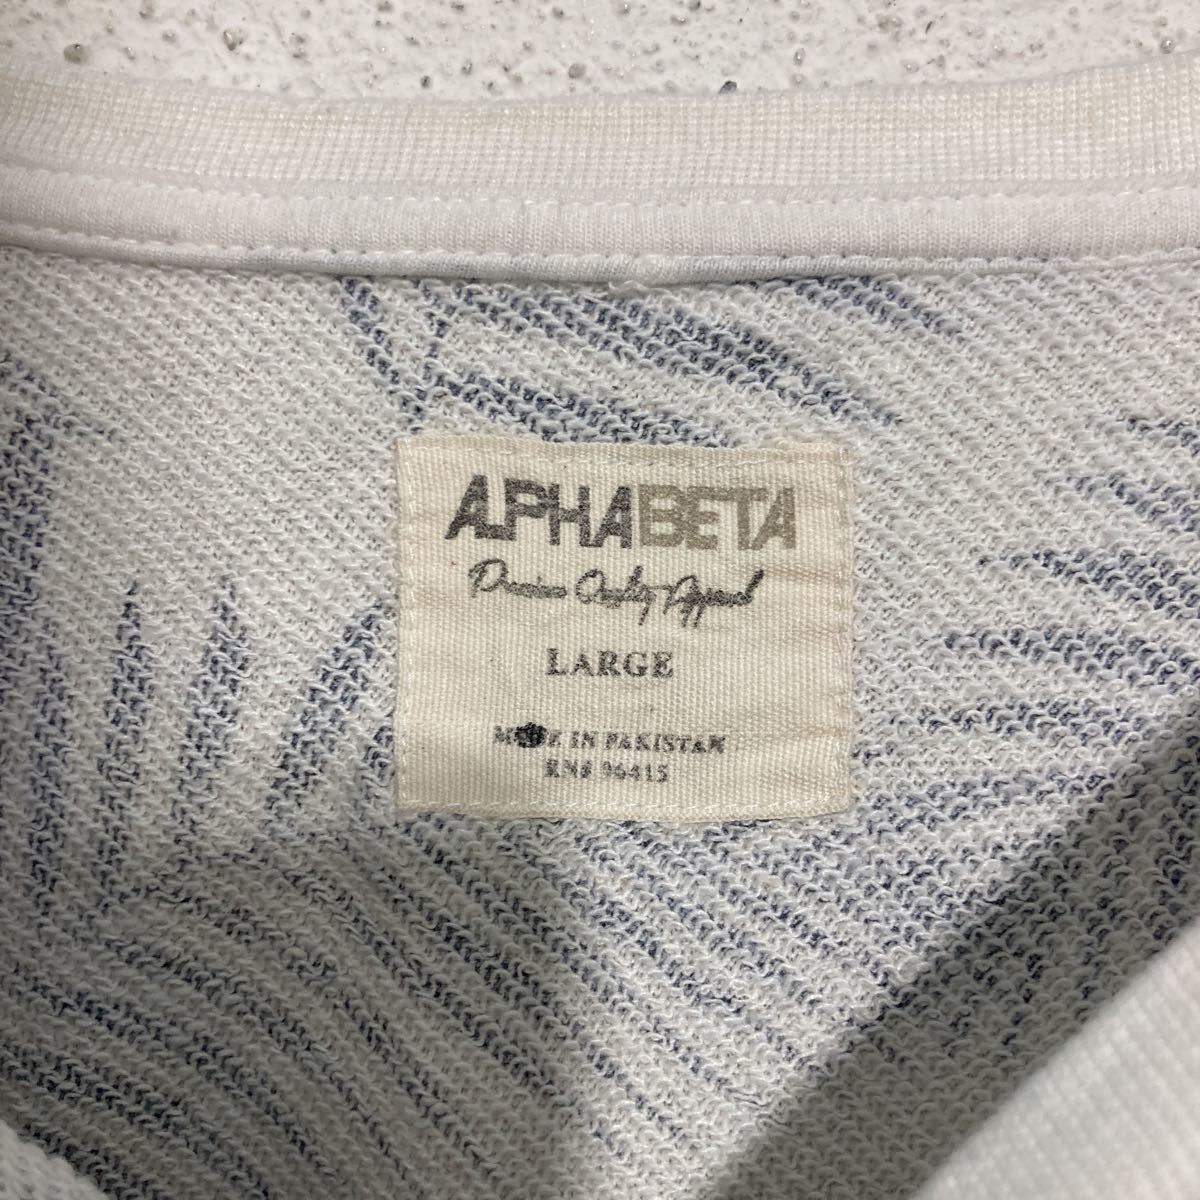 ALPHABETA
Premium Quality Apparel
LARGE
MADE IN PAKISTAN
RN# 96415